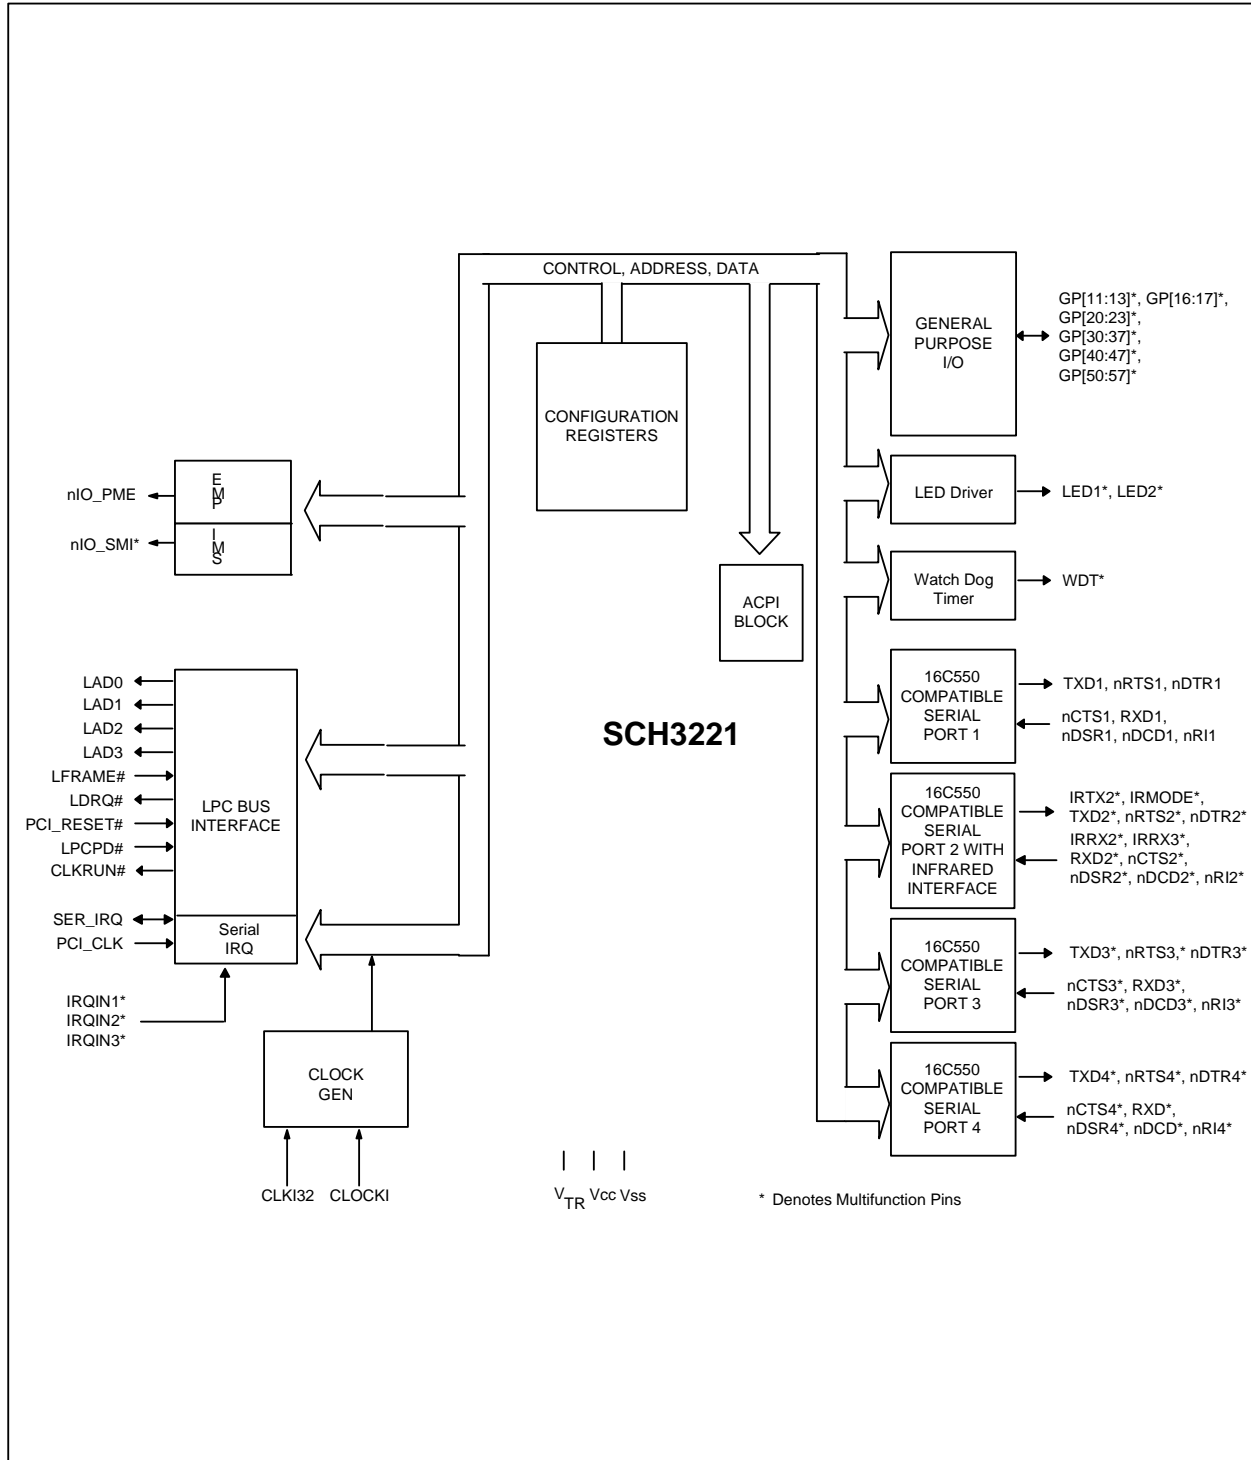 CONTROL, ADDRESS, DATA
GENERAL
PURPOSE
I/O
GP[11:13]*, GP[16:17]*,
GP[20:23]*,
GP[30:37]*,
GP[40:47]*,
GP[50:57]*
CONFIGURATION
REGISTERS
nIO_PME
E
M
P
nIO_SMI*
I
M
S
LED Driver
LED1*, LED2*
Watch Dog
Timer
WDT*
ACPI
BLOCK
LAD0
LAD1
LAD2
LAD3
LFRAME#
LDRQ#
PCI_RESET#
LPCPD#
CLKRUN#
LPC BUS
INTERFACE
SER_IRQ
PCI_CLK
Serial
IRQ
IRQIN1*
IRQIN2*
IRQIN3*
CLOCK
GEN
CLKI32
CLOCKI
SCH3221
16C550
COMPATIBLE
SERIAL
PORT 1
TXD1, nRTS1, nDTR1
nCTS1, RXD1,
nDSR1, nDCD1, nRI1
16C550
COMPATIBLE
SERIAL
PORT 2 WITH
INFRARED
INTERFACE
IRTX2*, IRMODE*,
TXD2*, nRTS2*, nDTR2*
IRRX2*, IRRX3*,
RXD2*, nCTS2*,
nDSR2*, nDCD2*, nRI2*
16C550
COMPATIBLE
SERIAL
PORT 3
TXD3*, nRTS3,* nDTR3*
nCTS3*, RXD3*,
nDSR3*, nDCD3*, nRI3*
16C550
COMPATIBLE
SERIAL
PORT 4
TXD4*, nRTS4*, nDTR4*
nCTS4*, RXD*,
nDSR4*, nDCD*, nRI4*
VTR Vcc Vss
* Denotes Multifunction Pins